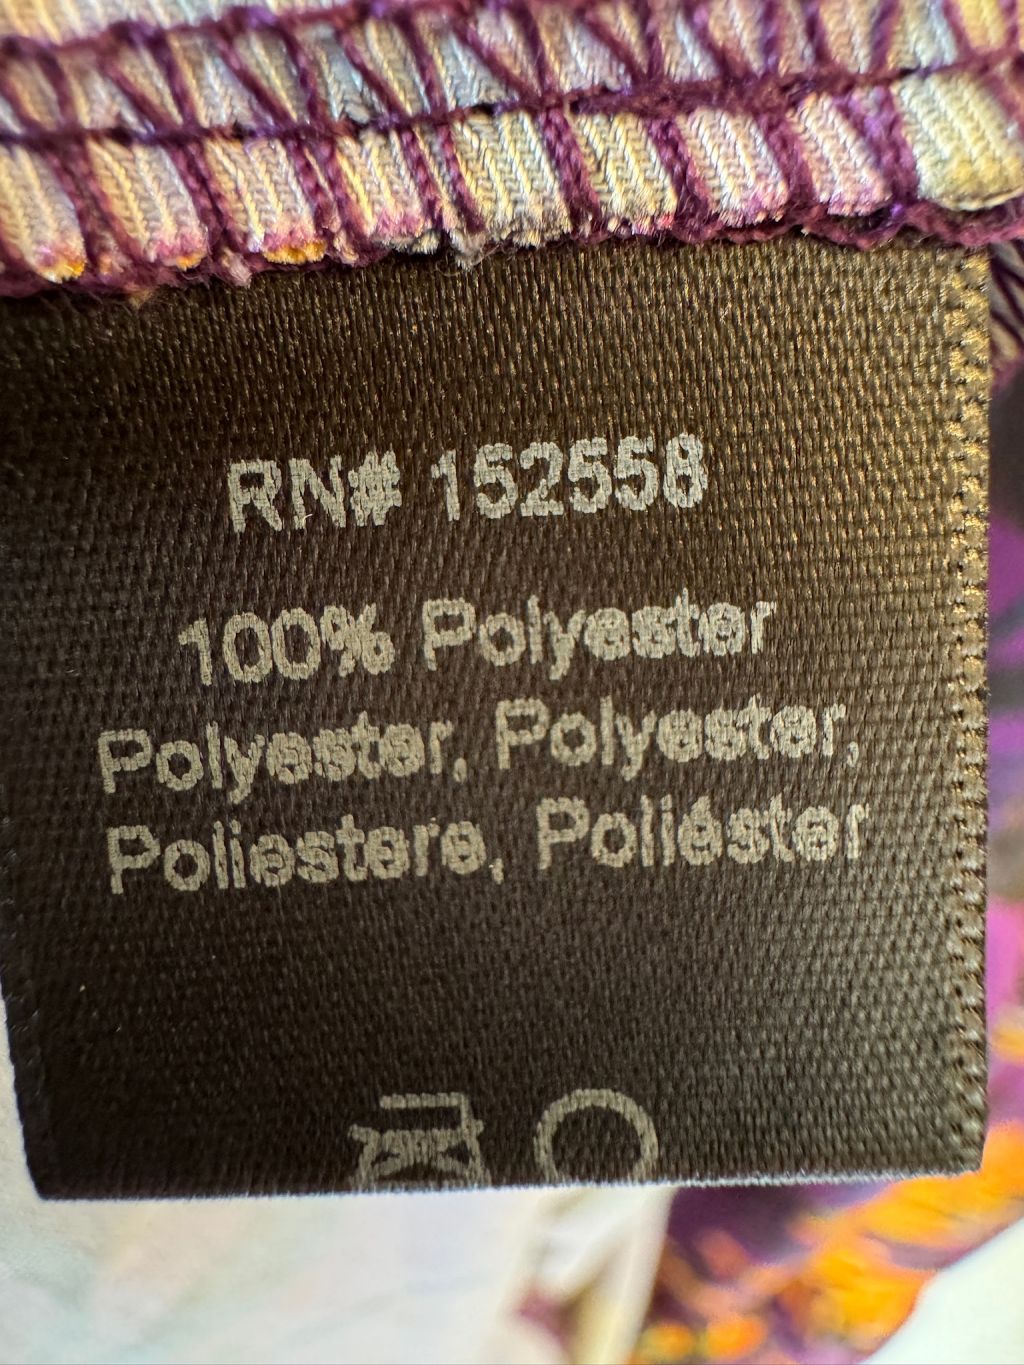 RN# 152558
100% Polyester
Polyester, Polyester,
Poliestere, Poliéster